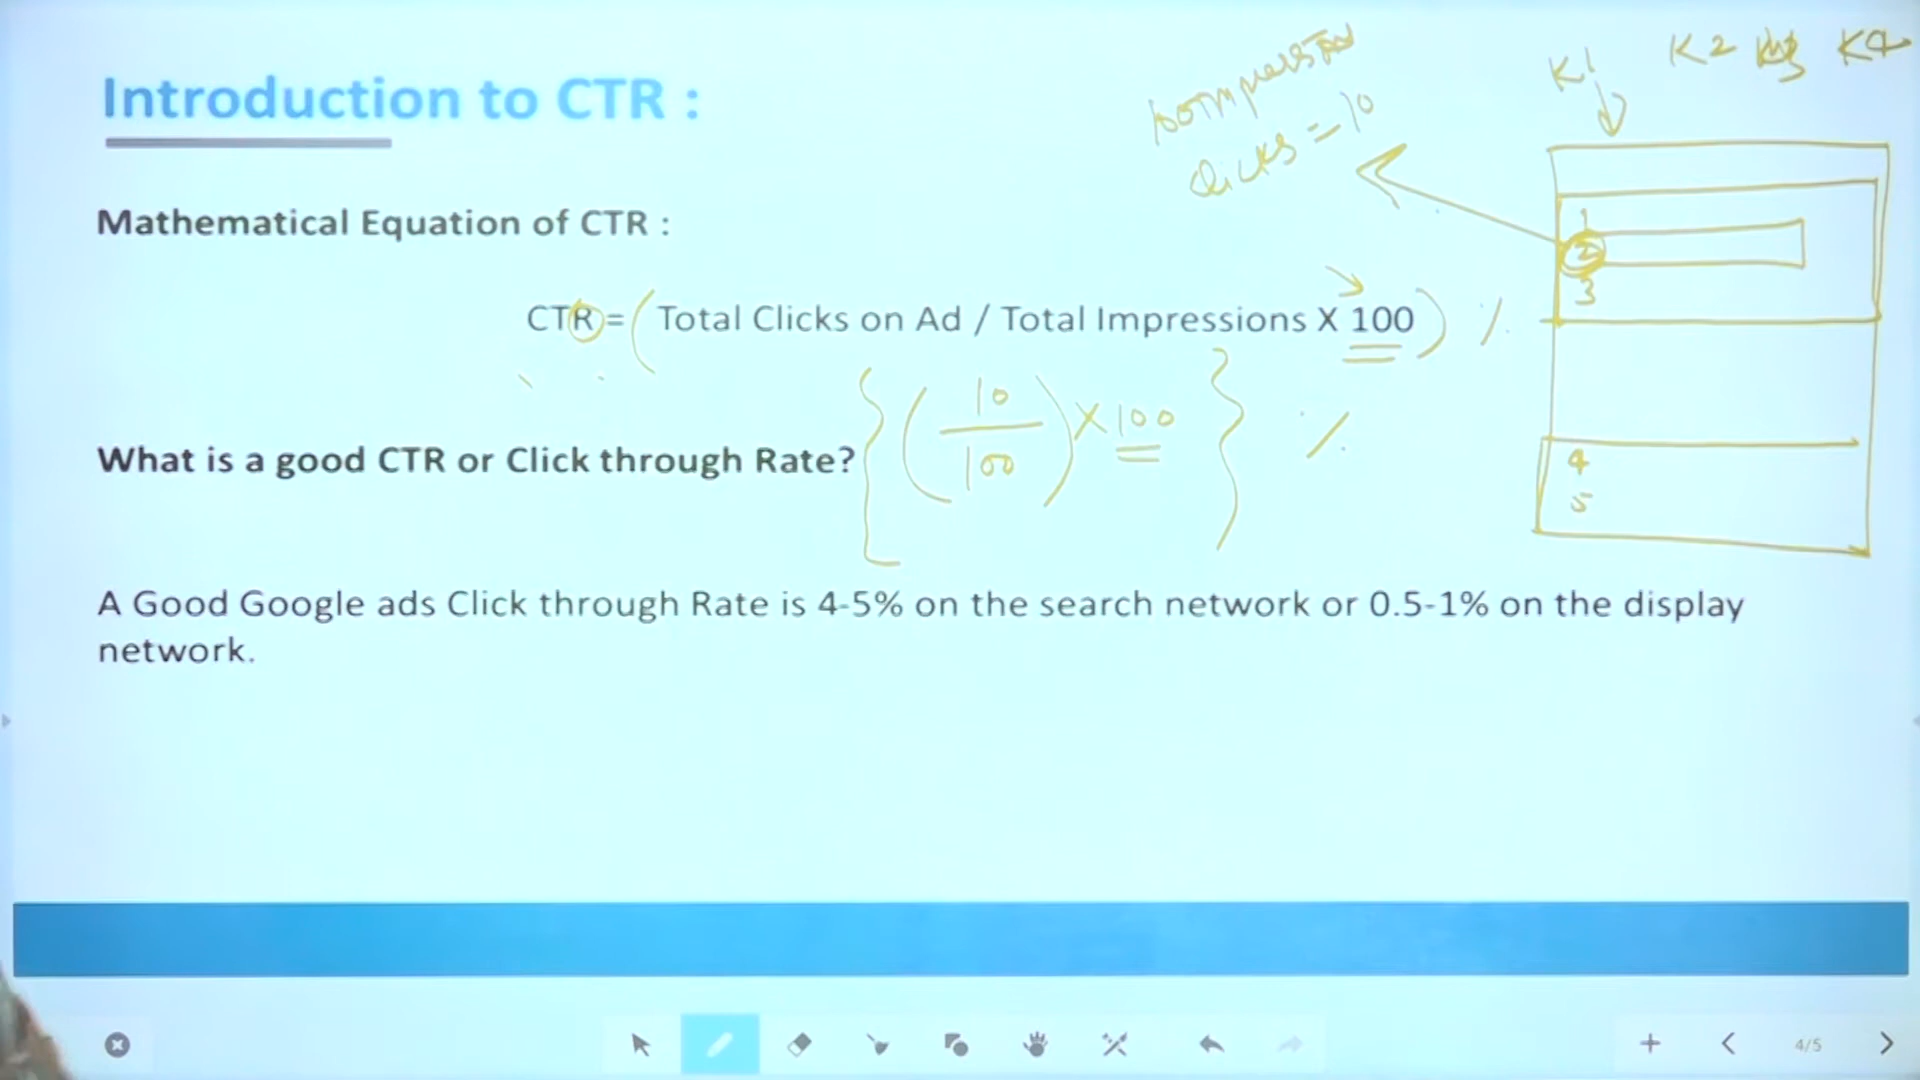 Introduction to CTR :
K1 K2 K4
clicks = 10
Mathematical Equation of CTR :
1
2
3
CTR = ( Total Clicks on Ad / Total Impressions X 100 ) %
{ ( 10 / 100 ) X 100 } %
What is a good CTR or Click through Rate?
4
5
A Good Google ads Click through Rate is 4-5% on the search network or 0.5-1% on the display
network.
4/5